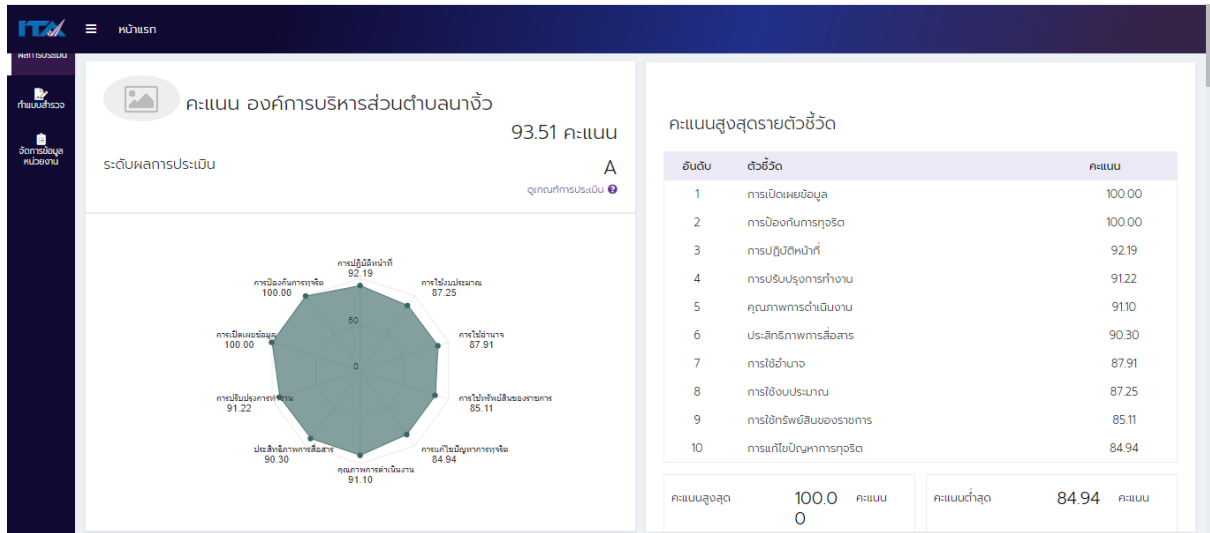 ITA
หน้าแรก
ผลการประเมิน
ทำแบบสำรวจ
จัดการข้อมูล
หน่วยงาน
คะแนน องค์การบริหารส่วนตำบลนางิ้ว
93.51 คะแนน
ระดับผลการประเมิน
A
ดูเกณฑ์การประเมิน
การปฏิบัติหน้าที่
92.19
การใช้งบประมาณ
87.25
การใช้อำนาจ
87.91
การใช้ทรัพย์สินของราชการ
85.11
การแก้ไขปัญหาการทุจริต
84.94
คุณภาพการดำเนินงาน
91.10
ประสิทธิภาพการสื่อสาร
90.30
การปรับปรุงการทำงาน
91.22
การเปิดเผยข้อมูล
100.00
การป้องกันการทุจริต
100.00
50
0
คะแนนสูงสุดรายตัวชี้วัด
อันดับ ตัวชี้วัด คะแนน
1 การเปิดเผยข้อมูล 100.00
2 การป้องกันการทุจริต 100.00
3 การปฏิบัติหน้าที่ 92.19
4 การปรับปรุงการทำงาน 91.22
5 คุณภาพการดำเนินงาน 91.10
6 ประสิทธิภาพการสื่อสาร 90.30
7 การใช้อำนาจ 87.91
8 การใช้งบประมาณ 87.25
9 การใช้ทรัพย์สินของราชการ 85.11
10 การแก้ไขปัญหาการทุจริต 84.94
คะแนนสูงสุด 100.0 คะแนน
0
คะแนนต่ำสุด 84.94 คะแนน